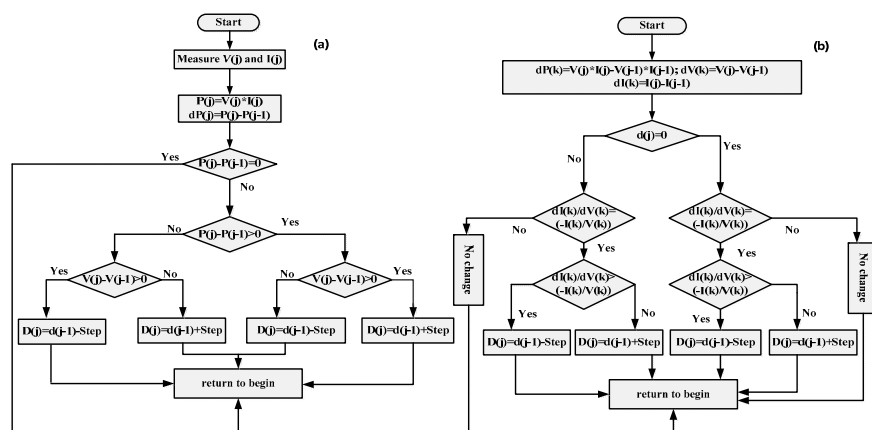 (a)
Start
Measure V(j) and I(j)
P(j)=V(j)*I(j)
dP(j)=P(j)-P(j-1)
P(j)-P(j-1)=0
Yes
No
P(j)-P(j-1)>0
No
Yes
V(j)-V(j-1)>0
Yes
No
V(j)-V(j-1)>0
No
Yes
D(j)=d(j-1)-Step
D(j)=d(j-1)+Step
D(j)=d(j-1)-Step
D(j)=d(j-1)+Step
return to begin
(b)
Start
dP(k)=V(j)*I(j)-V(j-1)*I(j-1); dV(k)=V(j)-V(j-1)
dI(k)=I(j)-I(j-1)
d(j)=0
No
Yes
dI(k)/dV(k)=
(-I(k)/V(k))
No
Yes
dI(k)/dV(k)=
(-I(k)/V(k))
No
Yes
No change
No change
dI(k)/dV(k)>
(-I(k)/V(k))
Yes
No
dI(k)/dV(k)>
(-I(k)/V(k))
Yes
No
D(j)=d(j-1)-Step
D(j)=d(j-1)+Step
D(j)=d(j-1)-Step
D(j)=d(j-1)+Step
return to begin